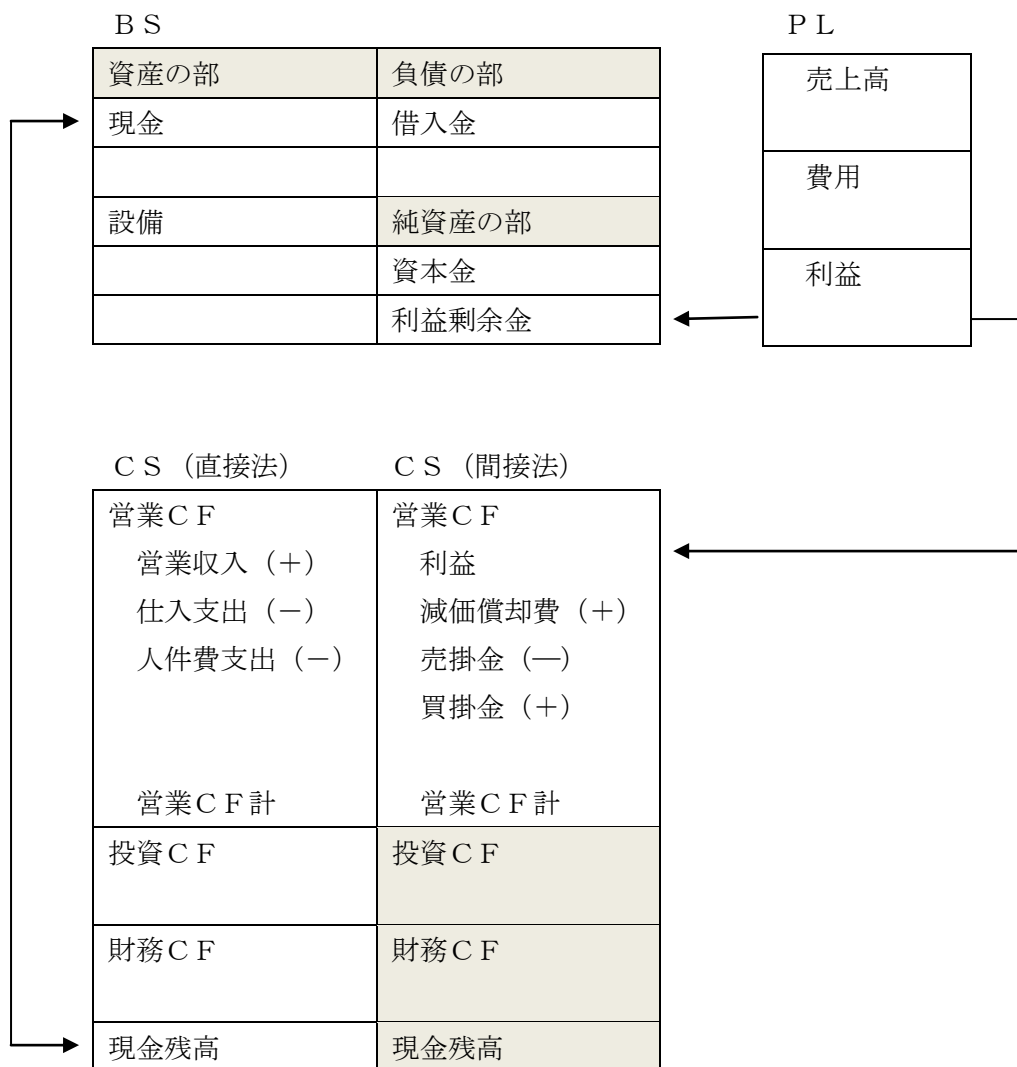 ＢＳ
ＰＬ
資産の部
負債の部
現金
借入金
設備
純資産の部
資本金
利益剰余金
売上高
費用
利益
ＣＳ（直接法）
ＣＳ（間接法）
営業ＣＦ
営業収入（＋）
仕入支出（－）
人件費支出（－）
営業ＣＦ計
営業ＣＦ
利益
減価償却費（＋）
売掛金（―）
買掛金（＋）
営業ＣＦ計
投資ＣＦ
投資ＣＦ
財務ＣＦ
財務ＣＦ
現金残高
現金残高